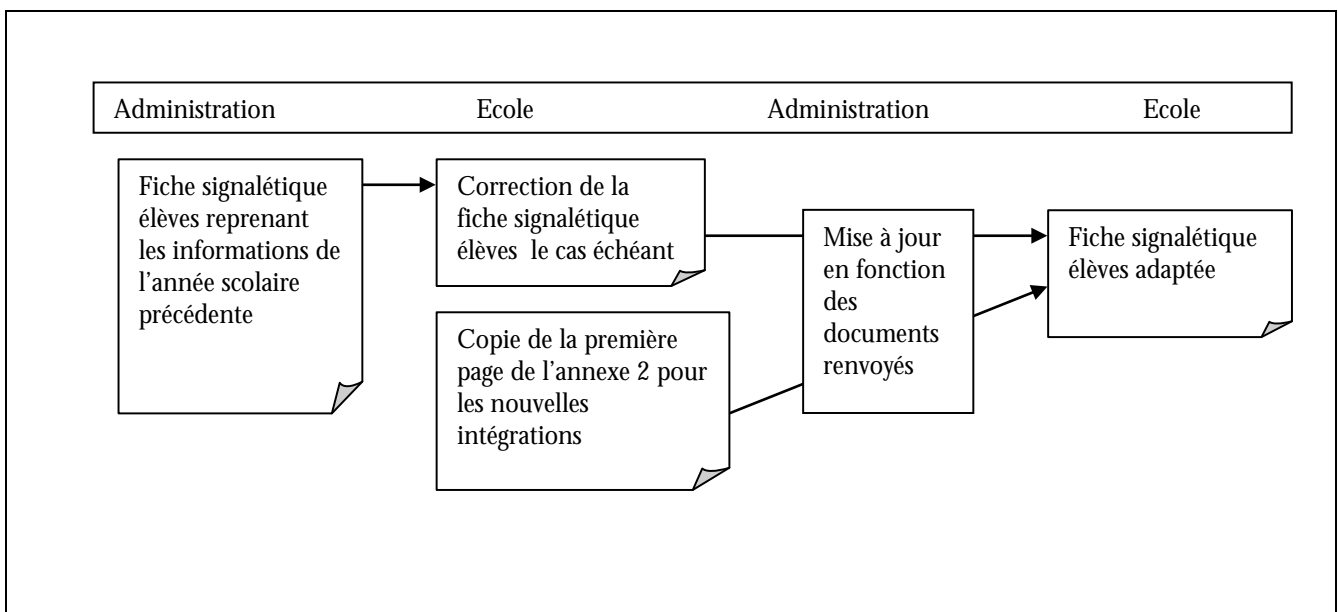 Administration Ecole Administration Ecole
Fiche signalétique
élèves reprenant
les informations de
l'année scolaire
précédente
Correction de la
fiche signalétique
élèves le cas échéant
Copie de la première
page de l'annexe 2 pour
les nouvelles
intégrations
Mise à jour
en fonction
des
documents
renvoyés
Fiche signalétique
élèves adaptée